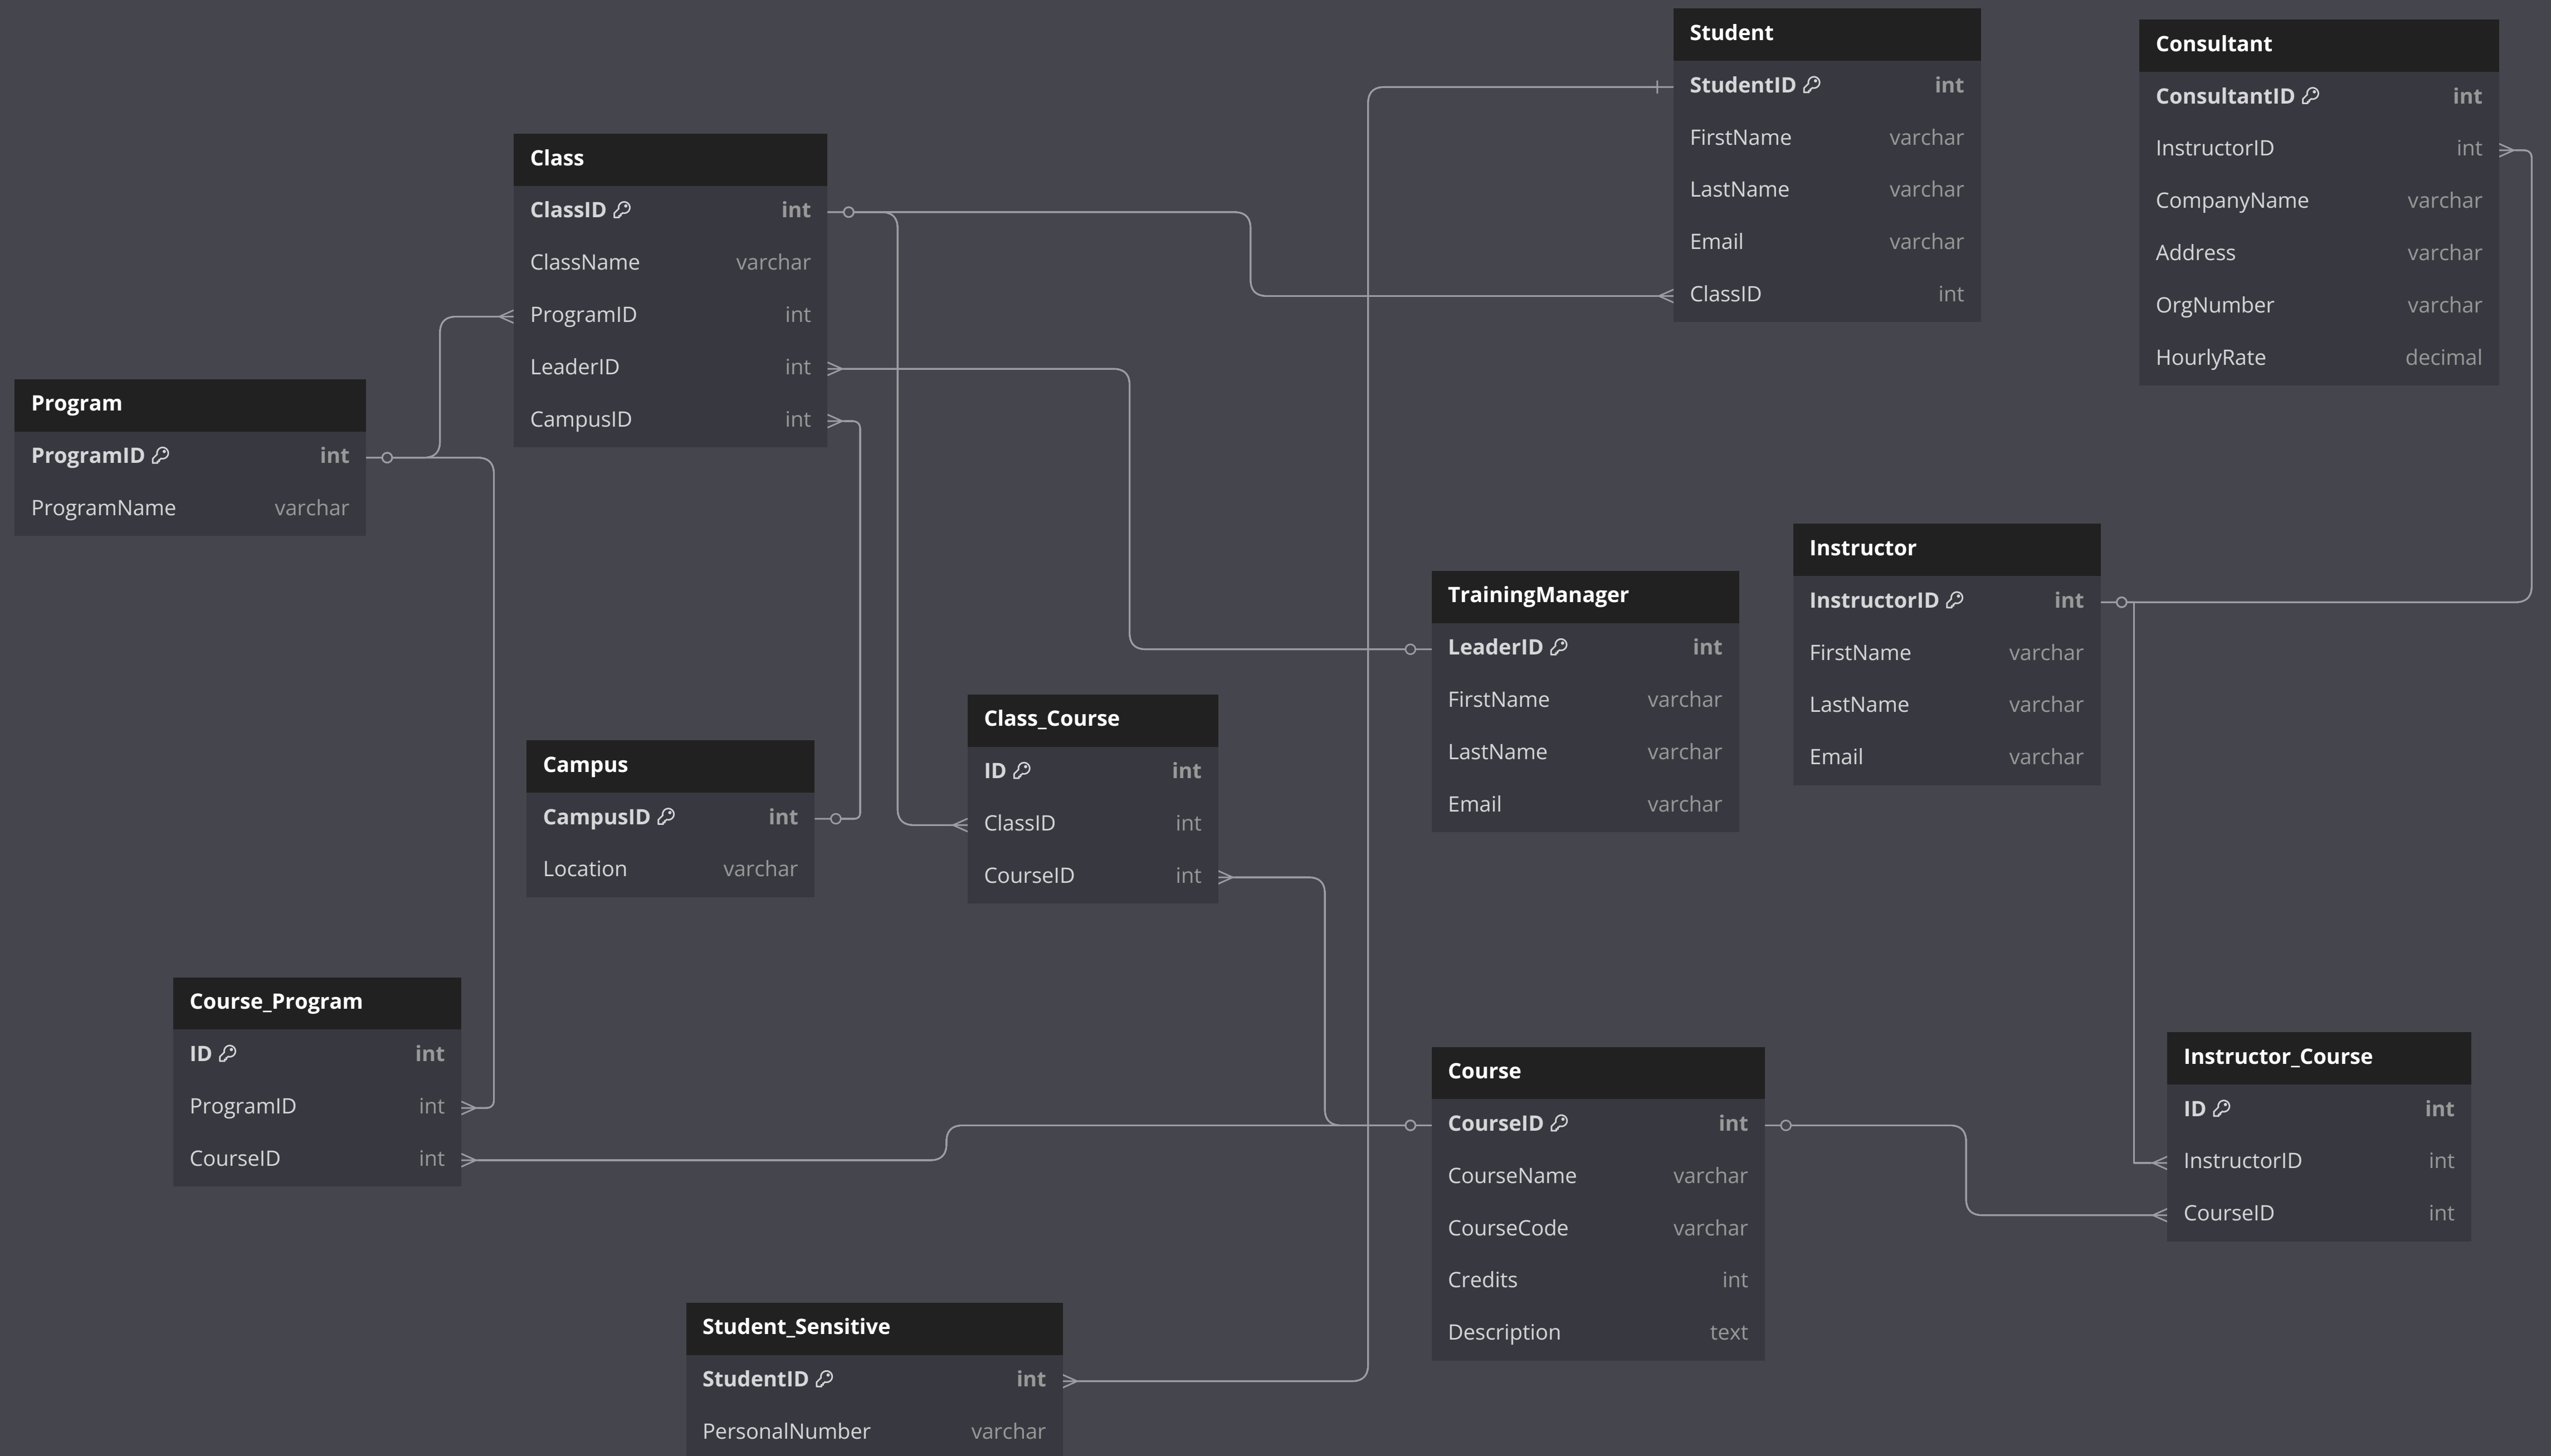 Student
StudentID int
FirstName varchar
LastName varchar
Email varchar
ClassID int
Consultant
ConsultantID int
InstructorID int
CompanyName varchar
Address varchar
OrgNumber varchar
HourlyRate decimal
Class
ClassID int
ClassName varchar
ProgramID int
LeaderID int
CampusID int
Program
ProgramID int
ProgramName varchar
Instructor
InstructorID int
FirstName varchar
LastName varchar
Email varchar
TrainingManager
LeaderID int
FirstName varchar
LastName varchar
Email varchar
Class_Course
ID int
ClassID int
CourseID int
Campus
CampusID int
Location varchar
Course_Program
ID int
ProgramID int
CourseID int
Course
CourseID int
CourseName varchar
CourseCode varchar
Credits int
Description text
Instructor_Course
ID int
InstructorID int
CourseID int
Student_Sensitive
StudentID int
PersonalNumber varchar